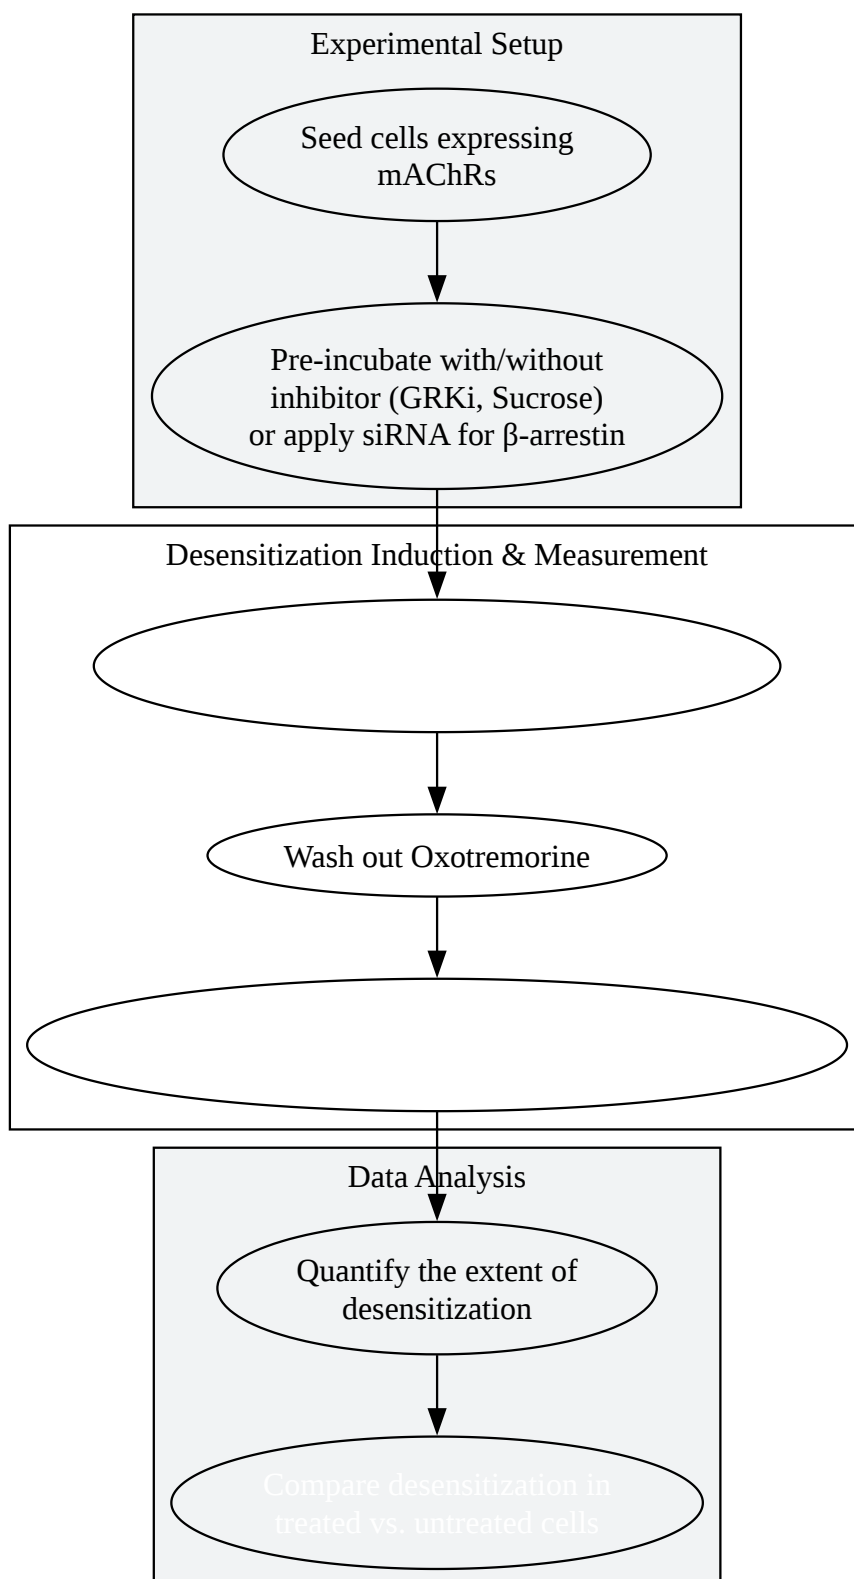 Experimental Setup
Seed cells expressing
mAChRs
Pre-incubate with/without
inhibitor (GRKi, Sucrose)
or apply siRNA for β-arrestin
Desensitization Induction & Measurement
Wash out Oxotremorine
Data Analysis
Quantify the extent of
desensitization
Compare desensitization in
treated vs. untreated cells